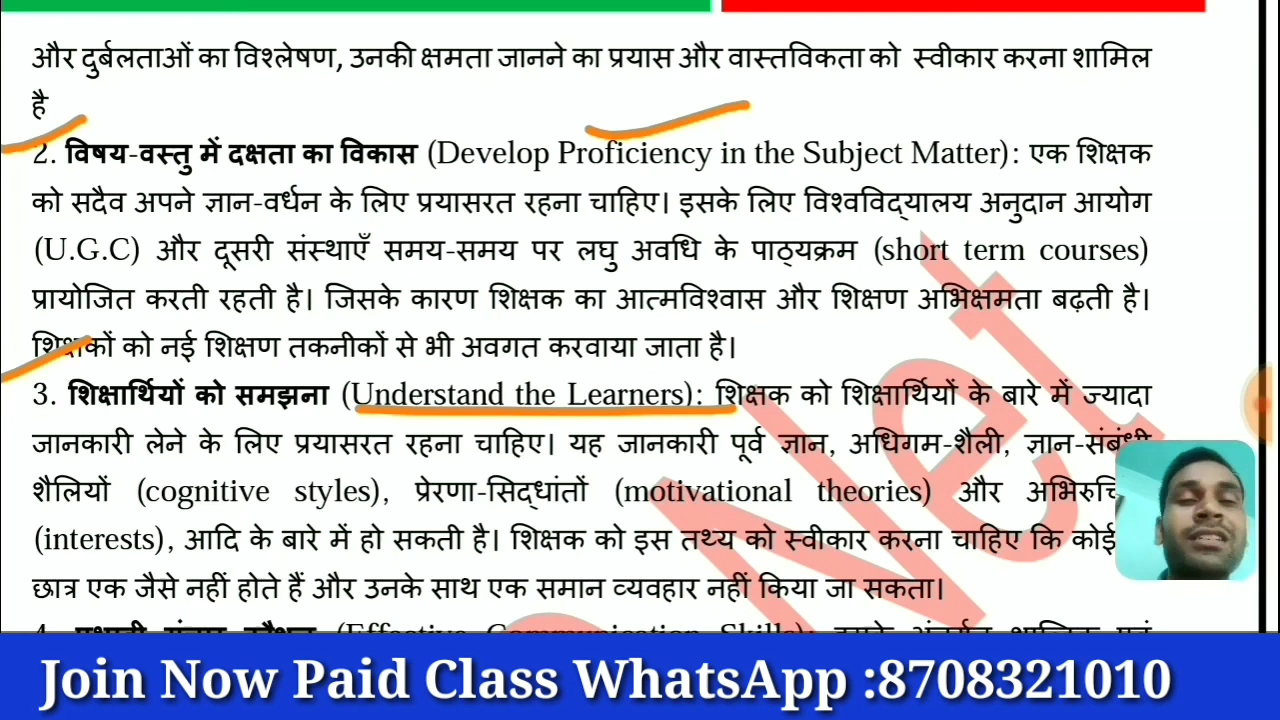 और दुर्बलताओं का विश्लेषण, उनकी क्षमता जानने का प्रयास और वास्तविकता को स्वीकार करना शामिल
है
2. विषय-वस्तु में दक्षता का विकास (Develop Proficiency in the Subject Matter): एक शिक्षक
को सदैव अपने ज्ञान-वर्धन के लिए प्रयासरत रहना चाहिए। इसके लिए विश्वविद्यालय अनुदान आयोग
(U.G.C) और दूसरी संस्थाएँ समय-समय पर लघु अवधि के पाठ्यक्रम (short term courses)
प्रायोजित करती रहती है। जिसके कारण शिक्षक का आत्मविश्वास और शिक्षण अभिक्षमता बढ़ती है।
शिक्षकों को नई शिक्षण तकनीकों से भी अवगत करवाया जाता है।
3. शिक्षार्थियों को समझना (Understand the Learners): शिक्षक को शिक्षार्थियों के बारे में ज्यादा
जानकारी लेने के लिए प्रयासरत रहना चाहिए। यह जानकारी पूर्व ज्ञान, अधिगम-शैली, ज्ञान-संबंधी
शैलियों (cognitive styles), प्रेरणा-सिद्धांतों (motivational theories) और
(interests), आदि के बारे में हो सकती है। शिक्षक को इस तथ्य को स्वीकार करना चाहिए कि कोई
छात्र एक जैसे नहीं होते हैं और उनके साथ एक समान व्यवहार नहीं किया जा सकता।
4. (Effective Communication Skills):
Net
Join Now Paid Class WhatsApp :8708321010